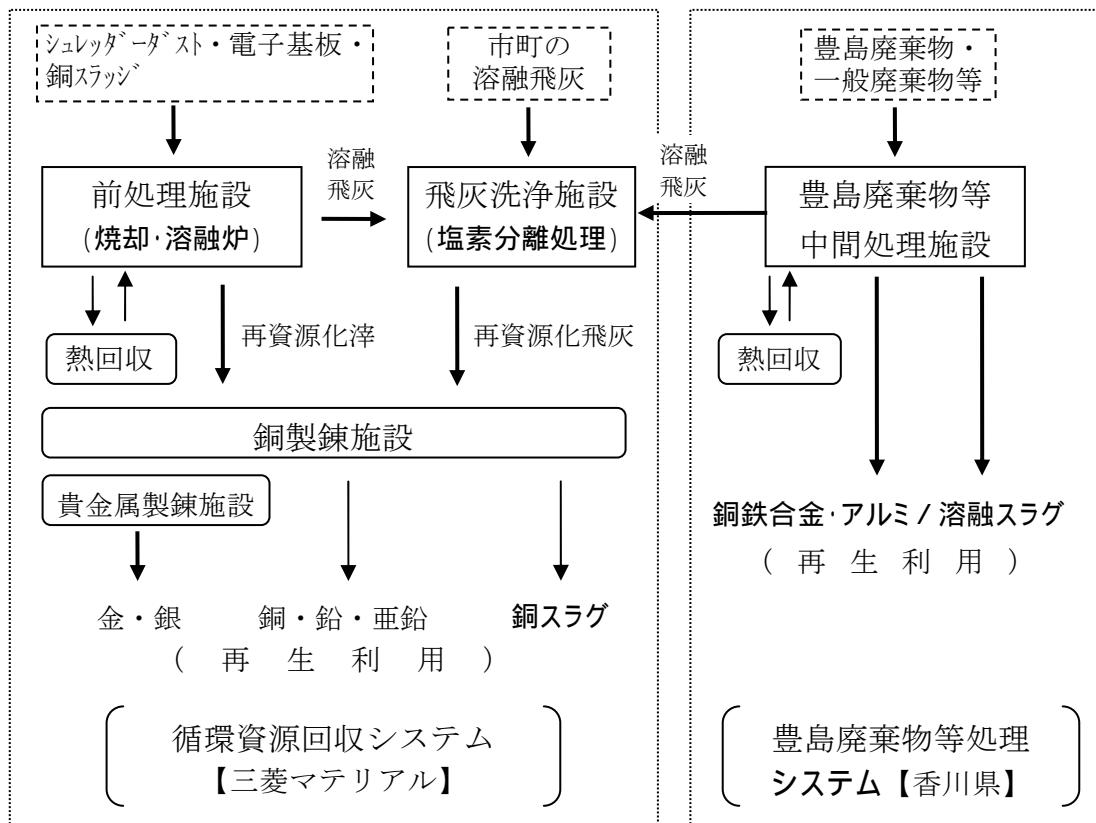 ｼｭﾚｯﾀﾞｰﾀﾞｽﾄ・電子基板・
銅ｽﾗｯｼﾞ
市町の
溶融飛灰
豊島廃棄物・
一般廃棄物等
溶融
飛灰
溶融
飛灰
前処理施設
(焼却･溶融炉)
飛灰洗浄施設
(塩素分離処理)
豊島廃棄物等
中間処理施設
熱回収
再資源化滓
再資源化飛灰
熱回収
銅製錬施設
貴金属製錬施設
銅鉄合金･アルミ/溶融スラグ
(再生利用)
金・銀
銅・鉛・亜鉛
銅スラグ
(再生利用)
循環資源回収システム
【三菱マテリアル】
豊島廃棄物等処理
システム【香川県】